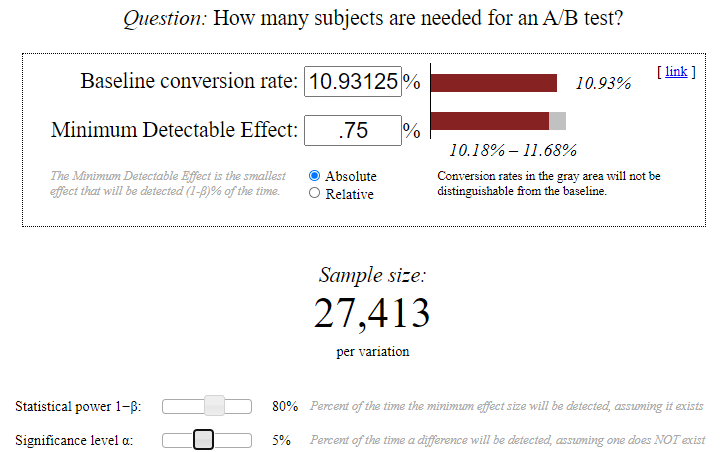 Question: How many subjects are needed for an A/B test?
[ link ]
Baseline conversion rate: 10.93125 % 10.93%
Minimum Detectable Effect: .75 %
10.18% – 11.68%
The Minimum Detectable Effect is the smallest
effect that will be detected (1-β)% of the time.
Absolute
Relative
Conversion rates in the gray area will not be
distinguishable from the baseline.
Sample size:
27,413
per variation
Statistical power 1−β: 80% Percent of the time the minimum effect size will be detected, assuming it exists
Significance level α: 5% Percent of the time a difference will be detected, assuming one does NOT exist